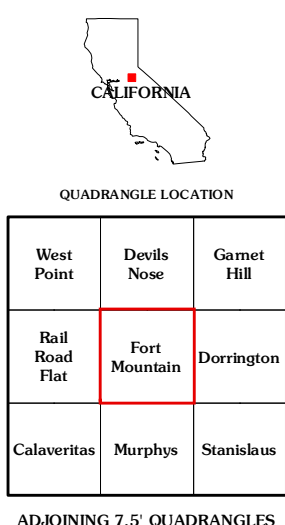 CALIFORNIA
QUADRANGLE LOCATION
West
Point
Devils
Nose
Garnet
Hill
Rail
Road
Flat
Fort
Mountain
Dorrington
Calaveritas
Murphys
Stanislaus
ADJOINING 7.5' QUADRANGLES